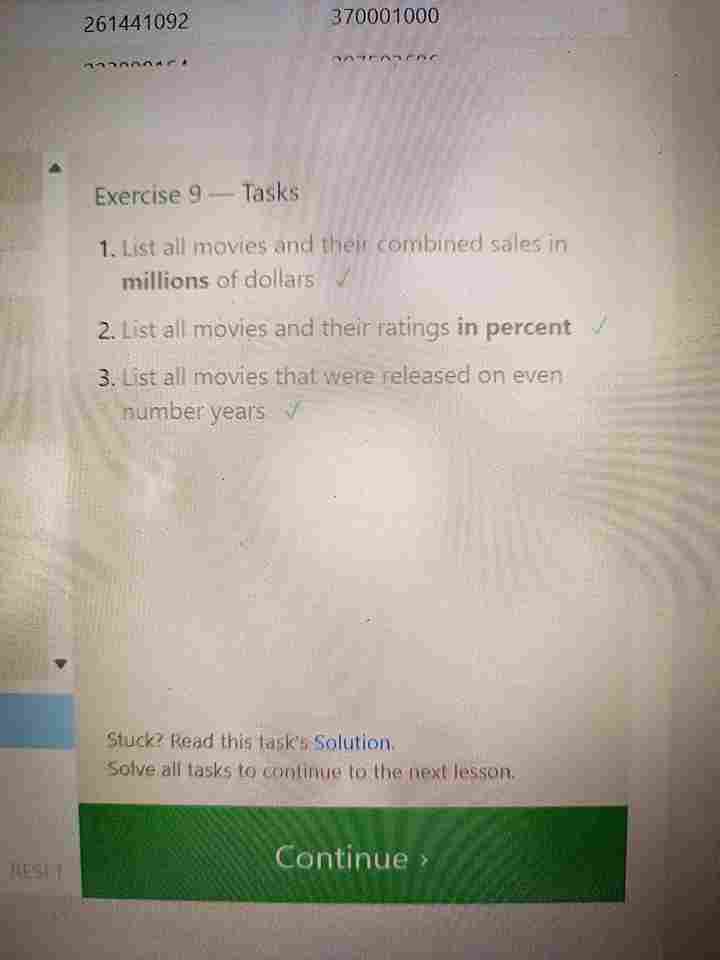 261441092 370001000
Exercise 9 — Tasks
1. List all movies and their combined sales in
millions of dollars ✓
2. List all movies and their ratings in percent ✓
3. List all movies that were released on even
number years ✓
Stuck? Read this task's Solution.
Solve all tasks to continue to the next lesson.
RESET
Continue ›